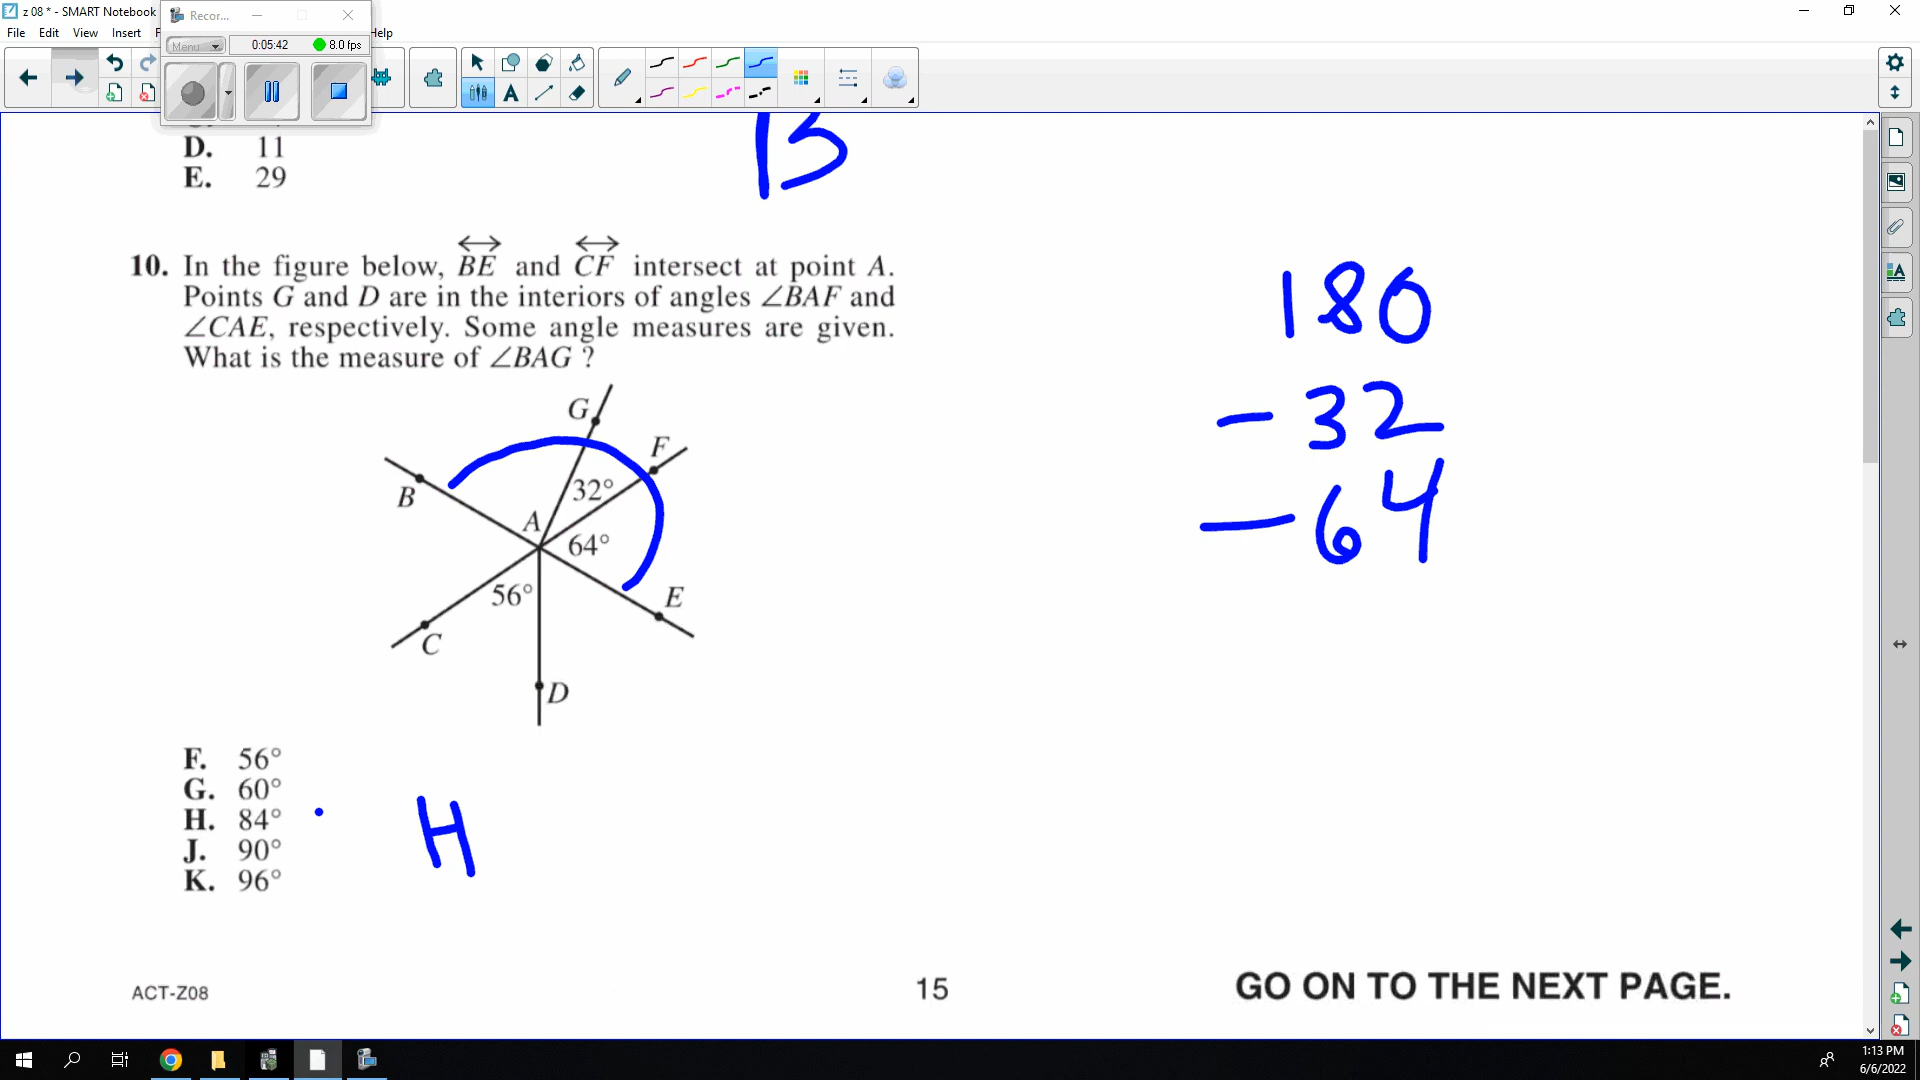 z 08 * - SMART Notebook
Recor...
File Edit View Insert
Help
Menu
0:05:42
8.0 fps
D. 11
E. 29
10. In the figure below, BE and CF intersect at point A.
Points G and D are in the interiors of angles ∠BAF and
∠CAE, respectively. Some angle measures are given.
What is the measure of ∠BAG ?
G
F
32°
B
A
64°
56°
E
C
D
180
- 32
- 64
F. 56°
G. 60°
H. 84°
J. 90°
K. 96°
H
ACT-Z08
15
GO ON TO THE NEXT PAGE.
1:13 PM
6/6/2022